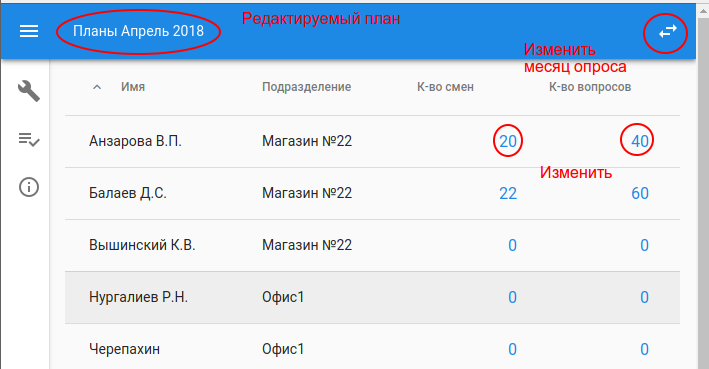 Планы Апрель 2018
Редактируемый план
Изменить
месяц опроса
Имя Подразделение К-во смен К-во вопросов
Анзарова В.П. Магазин №22 20 40
Изменить
Балаев Д.С. Магазин №22 22 60
Вышинский К.В. Магазин №22 0 0
Нургалиев Р.Н. Офис1 0 0
Черепахин Офис1 0 0